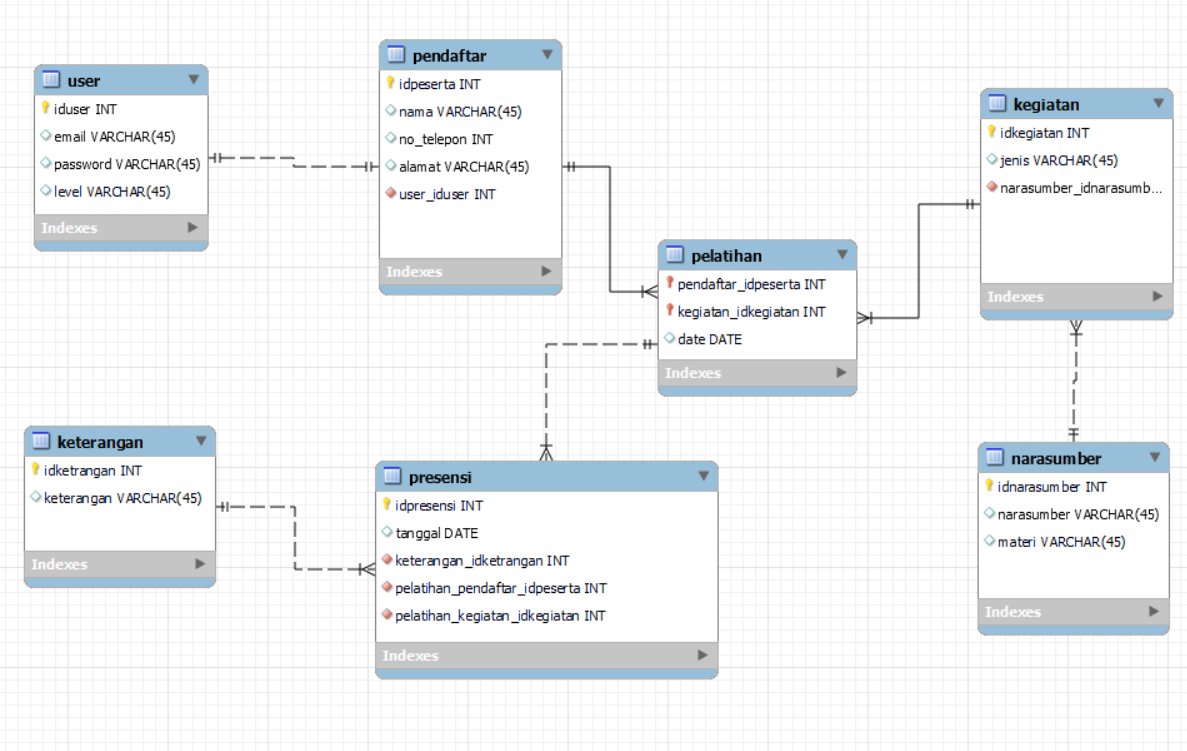 user
iduser INT
email VARCHAR(45)
password VARCHAR(45)
level VARCHAR(45)
Indexes
pendaftar
idpeserta INT
nama VARCHAR(45)
no_telepon INT
alamat VARCHAR(45)
user_iduser INT
Indexes
kegiatan
idkegiatan INT
jenis VARCHAR(45)
narasumber_idnarasumb...
Indexes
pelatihan
pendaftar_idpeserta INT
kegiatan_idkegiatan INT
date DATE
Indexes
keterangan
idketrangan INT
keterangan VARCHAR(45)
Indexes
presensi
idpresensi INT
tanggal DATE
keterangan_idketrangan INT
pelatihan_pendaftar_idpeserta INT
pelatihan_kegiatan_idkegiatan INT
Indexes
narasumber
idnarasumber INT
narasumber VARCHAR(45)
materi VARCHAR(45)
Indexes